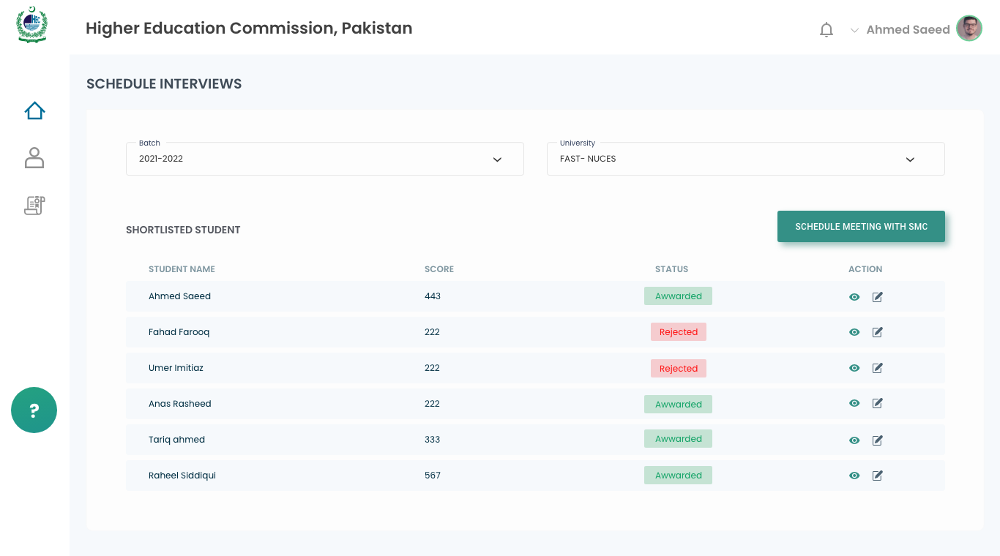 HEC
Higher Education Commission, Pakistan
Ahmed Saeed
SCHEDULE INTERVIEWS
Batch
2021-2022
University
FAST- NUCES
SHORTLISTED STUDENT
SCHEDULE MEETING WITH SMC
STUDENT NAME SCORE STATUS ACTION
Ahmed Saeed 443 Awwarded
Fahad Farooq 222 Rejected
Umer Imitiaz 222 Rejected
Anas Rasheed 222 Awwarded
Tariq ahmed 333 Awwarded
Raheel Siddiqui 567 Awwarded
?